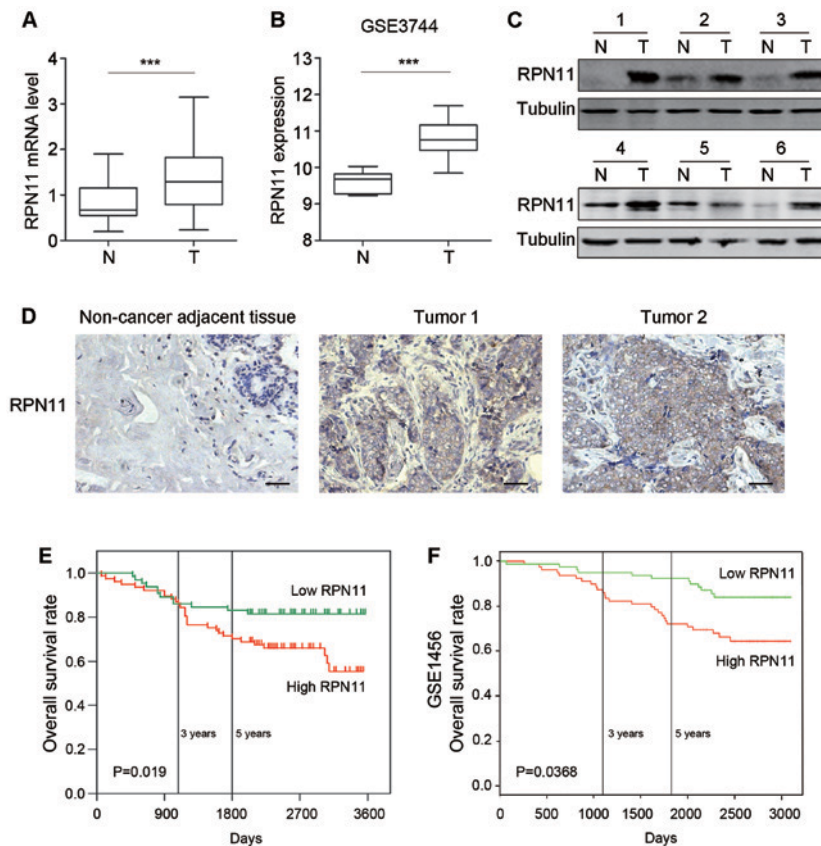 A
RPN11 mRNA level
4
3
2
1
0
***
N
T
B
GSE3744
RPN11 expression
13
12
11
10
9
8
***
N
T
C
1
2
3
N T N T N T
RPN11
Tubulin
4
5
6
N T N T N T
RPN11
Tubulin
D
Non-cancer adjacent tissue
Tumor 1
Tumor 2
RPN11
E
Overall survival rate
1.0
0.8
0.6
0.4
0.2
0.0
Low RPN11
High RPN11
3 years
5 years
P=0.019
0 900 1800 2700 3600
Days
F
GSE1456
Overall survival rate
1.0
0.8
0.6
0.4
0.2
0.0
Low RPN11
High RPN11
3 years
5 years
P=0.0368
0 500 1000 1500 2000 2500 3000
Days